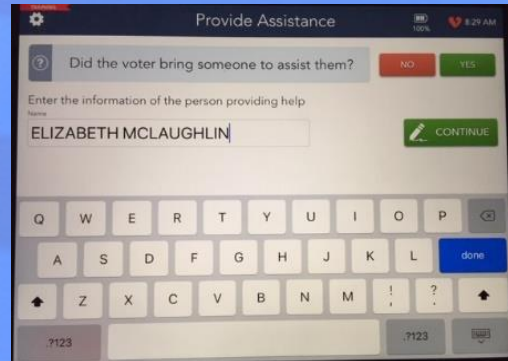 Provide Assistance
100%
8:29 AM
? Did the voter bring someone to assist them?
NO
YES
Enter the information of the person providing help
Name
ELIZABETH MCLAUGHLIN
CONTINUE
Q W E R T Y U I O P
A S D F G H J K L done
Z X C V B N M ! , ? .
.?123 .?123